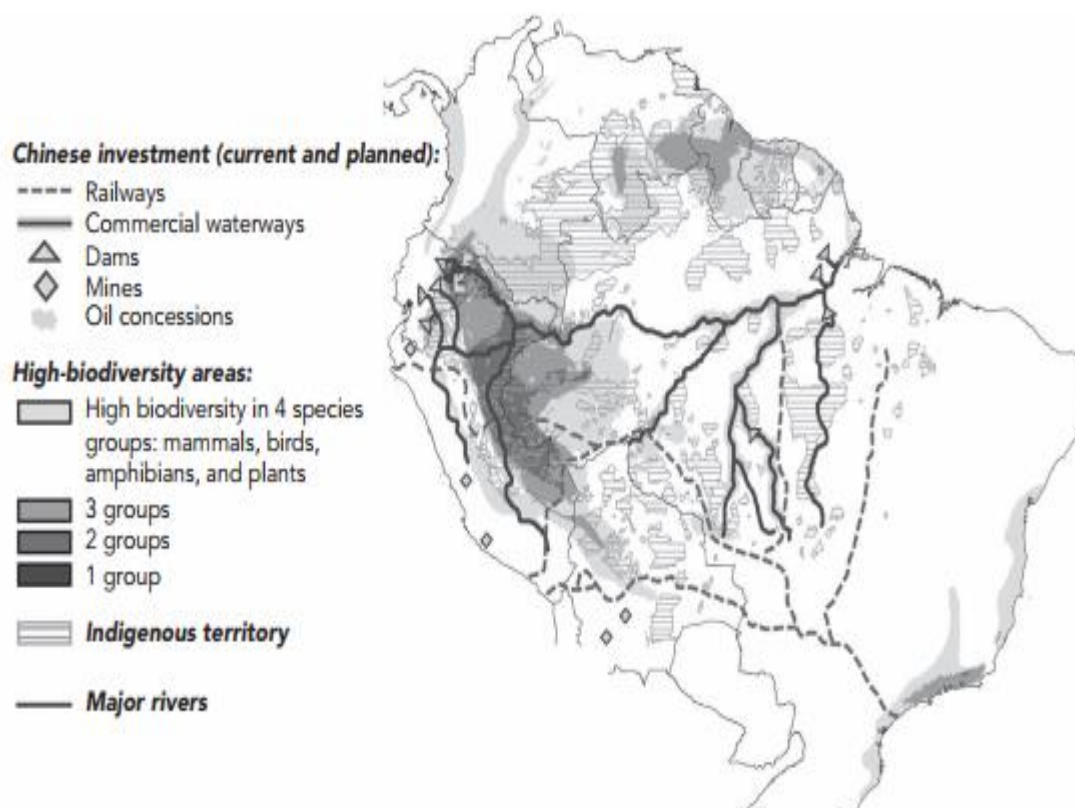 Chinese investment (current and planned):
Railways
Commercial waterways
Dams
Mines
Oil concessions
High-biodiversity areas:
High biodiversity in 4 species
groups: mammals, birds,
amphibians, and plants
3 groups
2 groups
1 group
Indigenous territory
Major rivers